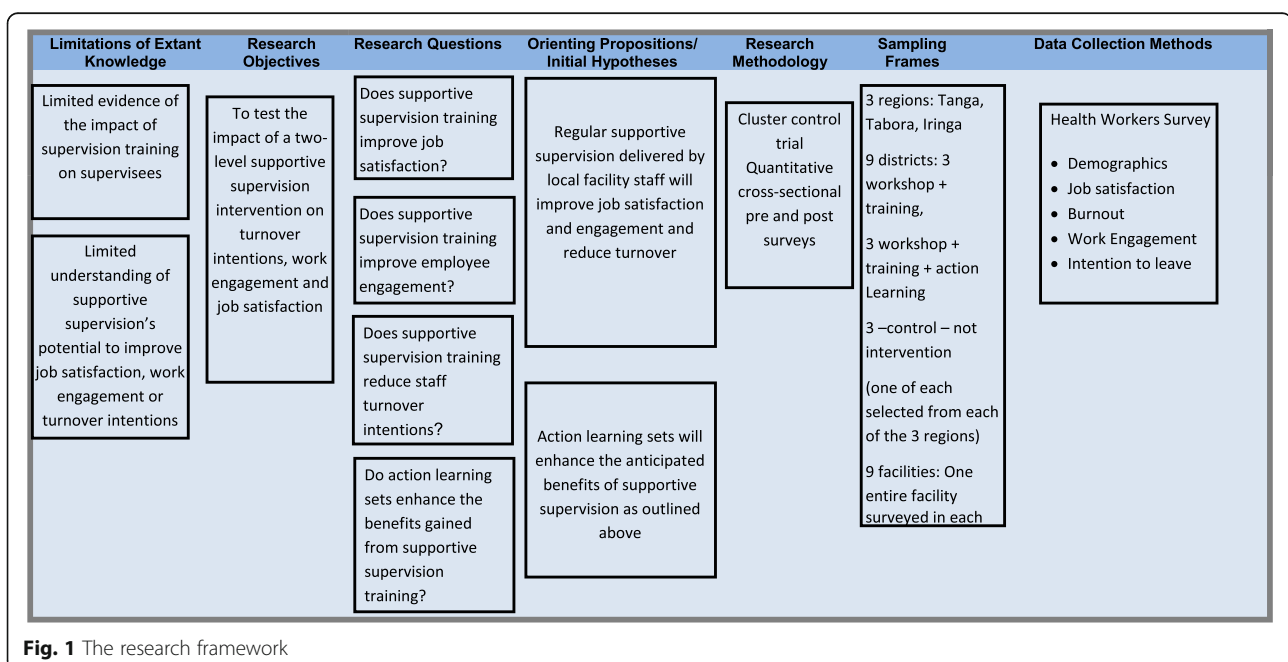 Limitations of Extant
Knowledge
Research
Objectives
Research Questions
Orienting Propositions/
Initial Hypotheses
Research
Methodology
Sampling
Frames
Data Collection Methods
Limited evidence of
the impact of
supervision training
on supervisees
Limited
understanding of
supportive
supervision’s
potential to improve
job satisfaction, work
engagement or
turnover intentions
To test the
impact of a two-
level supportive
supervision
intervention on
turnover
intentions, work
engagement and
job satisfaction
Does supportive
supervision training
improve job
satisfaction?
Does supportive
supervision training
improve employee
engagement?
Does supportive
supervision training
reduce staff
turnover
intentions?
Do action learning
sets enhance the
benefits gained
from supportive
supervision
training?
Regular supportive
supervision delivered by
local facility staff will
improve job satisfaction
and engagement and
reduce turnover
Action learning sets will
enhance the anticipated
benefits of supportive
supervision as outlined
above
Cluster control
trial
Quantitative
cross-sectional
pre and post
surveys
3 regions: Tanga,
Tabora, Iringa
9 districts: 3
workshop +
training,
3 workshop +
training + action
Learning
3 –control – not
intervention
(one of each
selected from each
of the 3 regions)
9 facilities: One
entire facility
surveyed in each
Health Workers Survey
• Demographics
• Job satisfaction
• Burnout
• Work Engagement
• Intention to leave
Fig. 1 The research framework